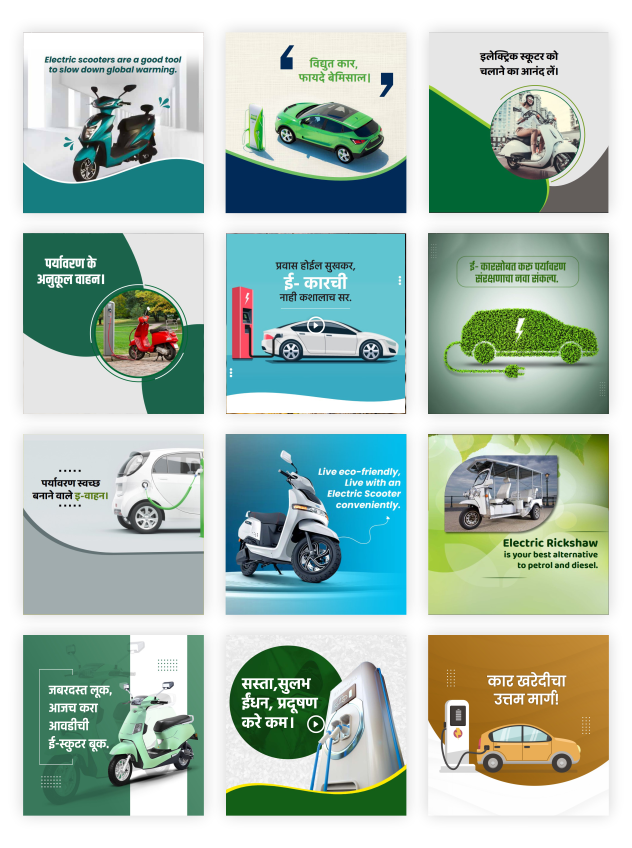 Electric scooters are a good tool
to slow down global warming.
विद्युत कार,
फायदे बेमिसाल।
इलेक्ट्रिक स्कूटर को
चलाने का आनंद लें।
पर्यावरण के
अनुकूल वाहन।
प्रवास होईल सुखकर,
ई- कारची
नाही कशालाच सर.
ई- कारसोबत करू पर्यावरण
संरक्षणाचा नवा संकल्प.
पर्यावरण स्वच्छ
बनाने वाले इ-वाहन।
Live eco-friendly,
Live with an
Electric Scooter
conveniently.
Electric Rickshaw
is your best alternative
to petrol and diesel.
जबरदस्त लूक,
आजच करा
आवडीची
ई-स्कुटर बूक.
सस्ता,सुलभ
ईंधन, प्रदूषण
करे कम।
कार खरेदीचा
उत्तम मार्ग!